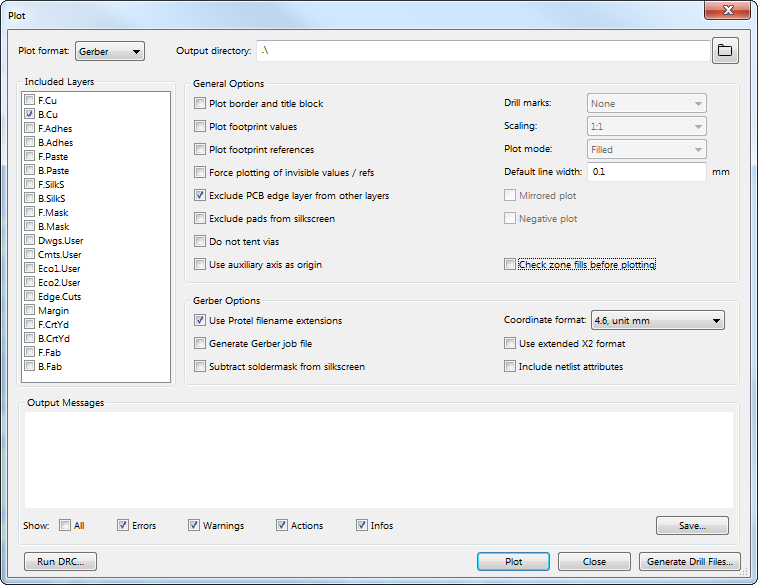 Plot
Plot format: Gerber Output directory: .\
Included Layers
F.Cu
B.Cu
F.Adhes
B.Adhes
F.Paste
B.Paste
F.SilkS
B.SilkS
F.Mask
B.Mask
Dwgs.User
Cmts.User
Eco1.User
Eco2.User
Edge.Cuts
Margin
F.CrtYd
B.CrtYd
F.Fab
B.Fab
General Options
Plot border and title block
Plot footprint values
Plot footprint references
Force plotting of invisible values / refs
Exclude PCB edge layer from other layers
Exclude pads from silkscreen
Do not tent vias
Use auxiliary axis as origin
Drill marks: None
Scaling: 1:1
Plot mode: Filled
Default line width: 0.1 mm
Mirrored plot
Negative plot
Check zone fills before plotting
Gerber Options
Use Protel filename extensions
Generate Gerber job file
Subtract soldermask from silkscreen
Coordinate format: 4.6, unit mm
Use extended X2 format
Include netlist attributes
Output Messages
Show: All Errors Warnings Actions Infos Save...
Run DRC... Plot Close Generate Drill Files...